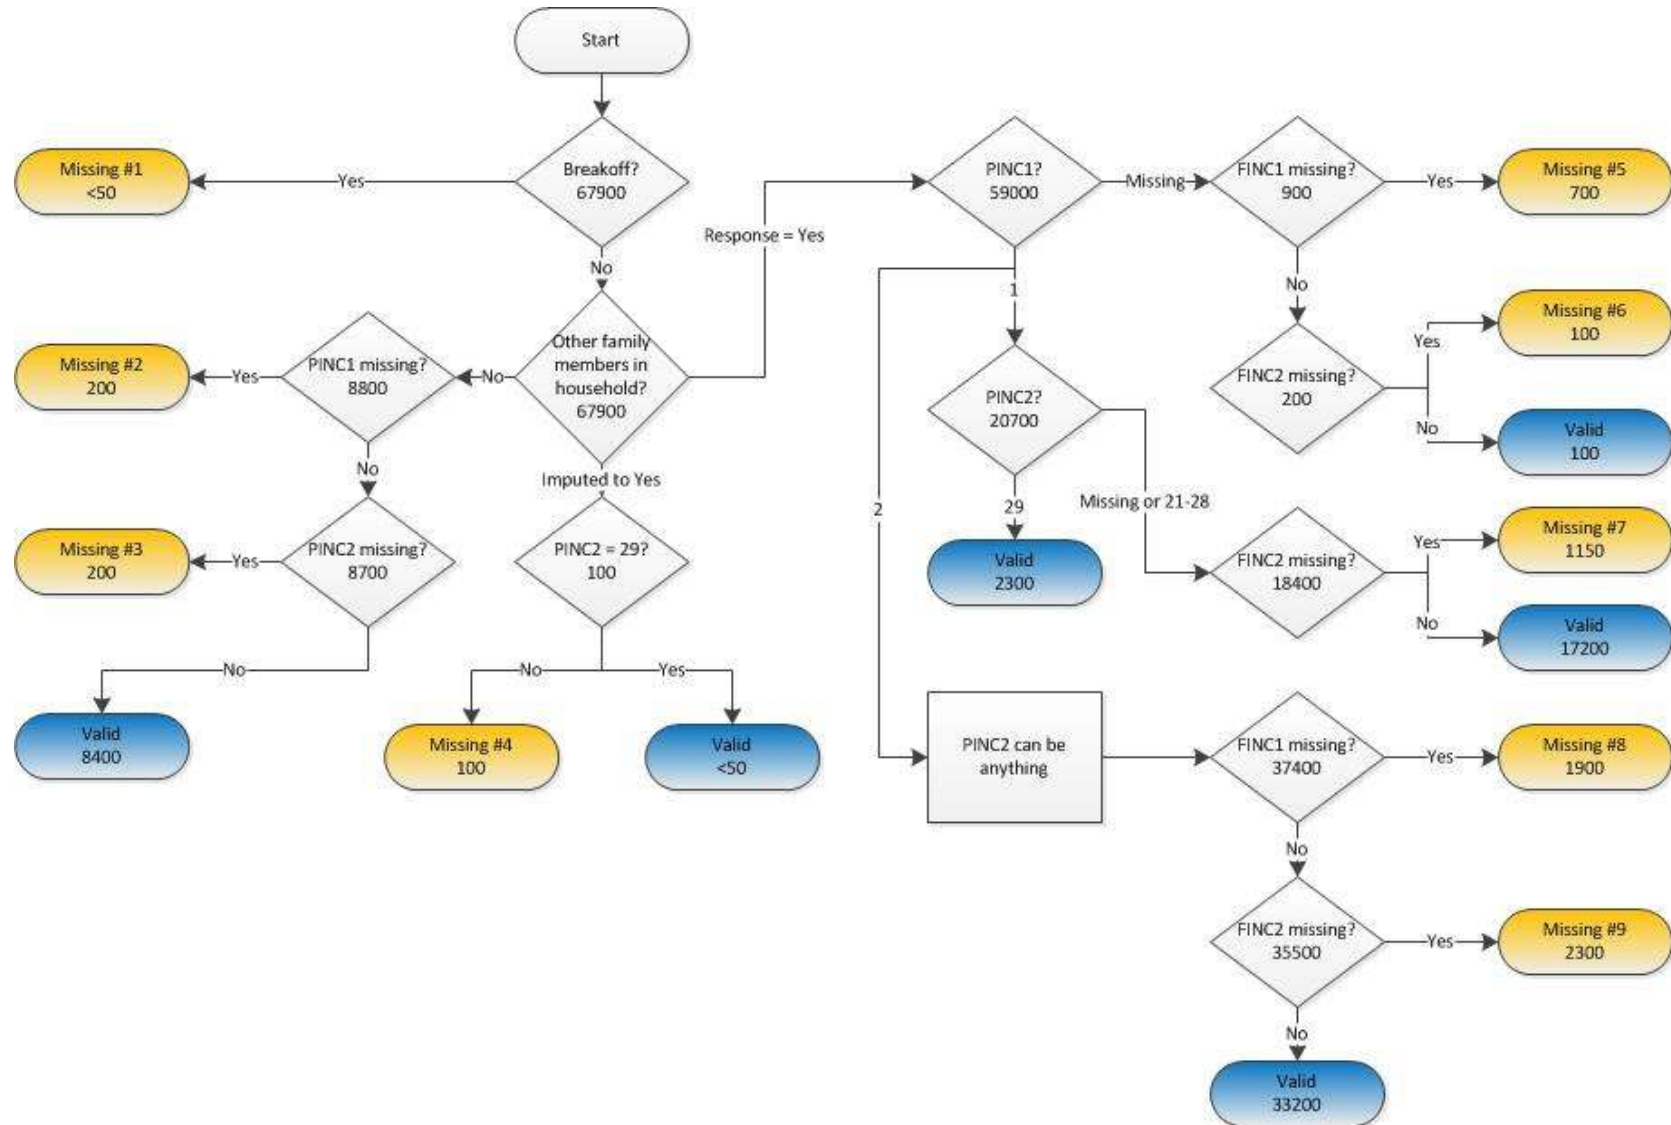 Start
Breakoff?
67900
Yes
Missing #1
<50
No
Other family
members in
household?
67900
No
PINC1 missing?
8800
Yes
Missing #2
200
No
PINC2 missing?
8700
Yes
Missing #3
200
No
Valid
8400
Imputed to Yes
PINC2 = 29?
100
No
Missing #4
100
Yes
Valid
<50
Response = Yes
PINC1?
59000
Missing
FINC1 missing?
900
Yes
Missing #5
700
No
FINC2 missing?
200
Yes
Missing #6
100
No
Valid
100
1
PINC2?
20700
29
Valid
2300
Missing or 21-28
FINC2 missing?
18400
Yes
Missing #7
1150
No
Valid
17200
2
PINC2 can be
anything
FINC1 missing?
37400
Yes
Missing #8
1900
No
FINC2 missing?
35500
Yes
Missing #9
2300
No
Valid
33200